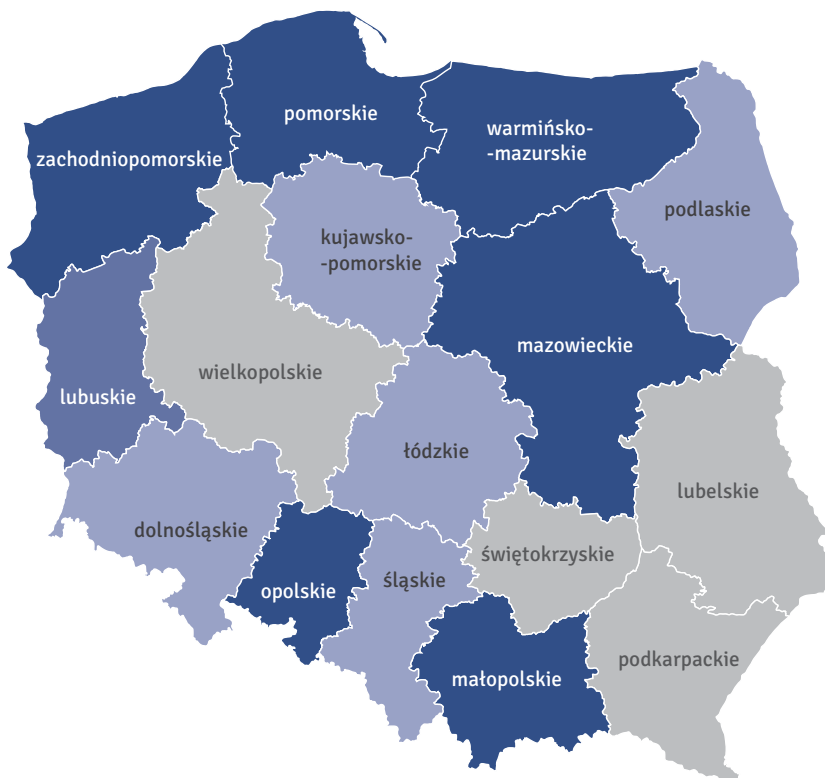 pomorskie
zachodniopomorskie
warmińsko-
-mazurskie
podlaskie
kujawsko-
-pomorskie
mazowieckie
wielkopolskie
lubuskie
łódzkie
lubelskie
dolnośląskie
świętokrzyskie
śląskie
opolskie
podkarpackie
małopolskie